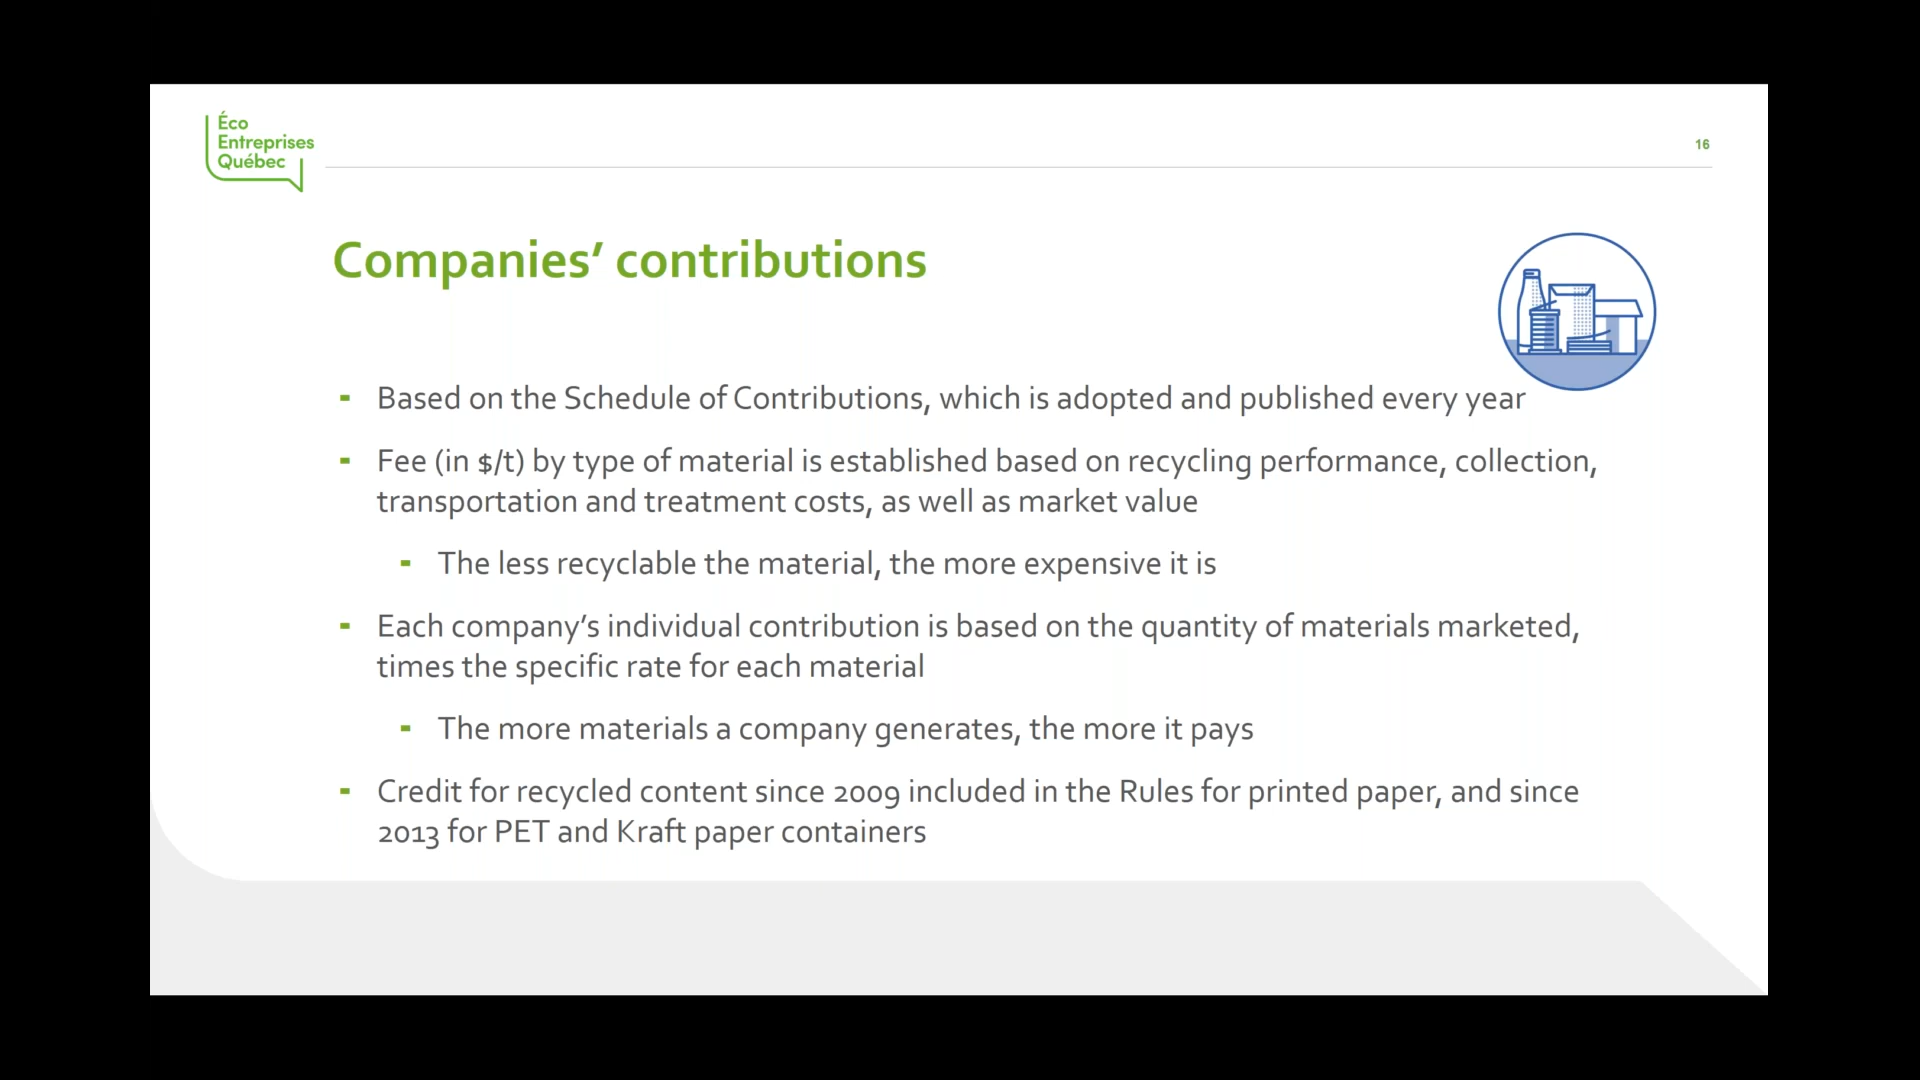 Éco
Entreprises
Québec
16
Companies’ contributions
- Based on the Schedule of Contributions, which is adopted and published every year
- Fee (in $/t) by type of material is established based on recycling performance, collection,
transportation and treatment costs, as well as market value
- The less recyclable the material, the more expensive it is
- Each company’s individual contribution is based on the quantity of materials marketed,
times the specific rate for each material
- The more materials a company generates, the more it pays
- Credit for recycled content since 2009 included in the Rules for printed paper, and since
2013 for PET and Kraft paper containers